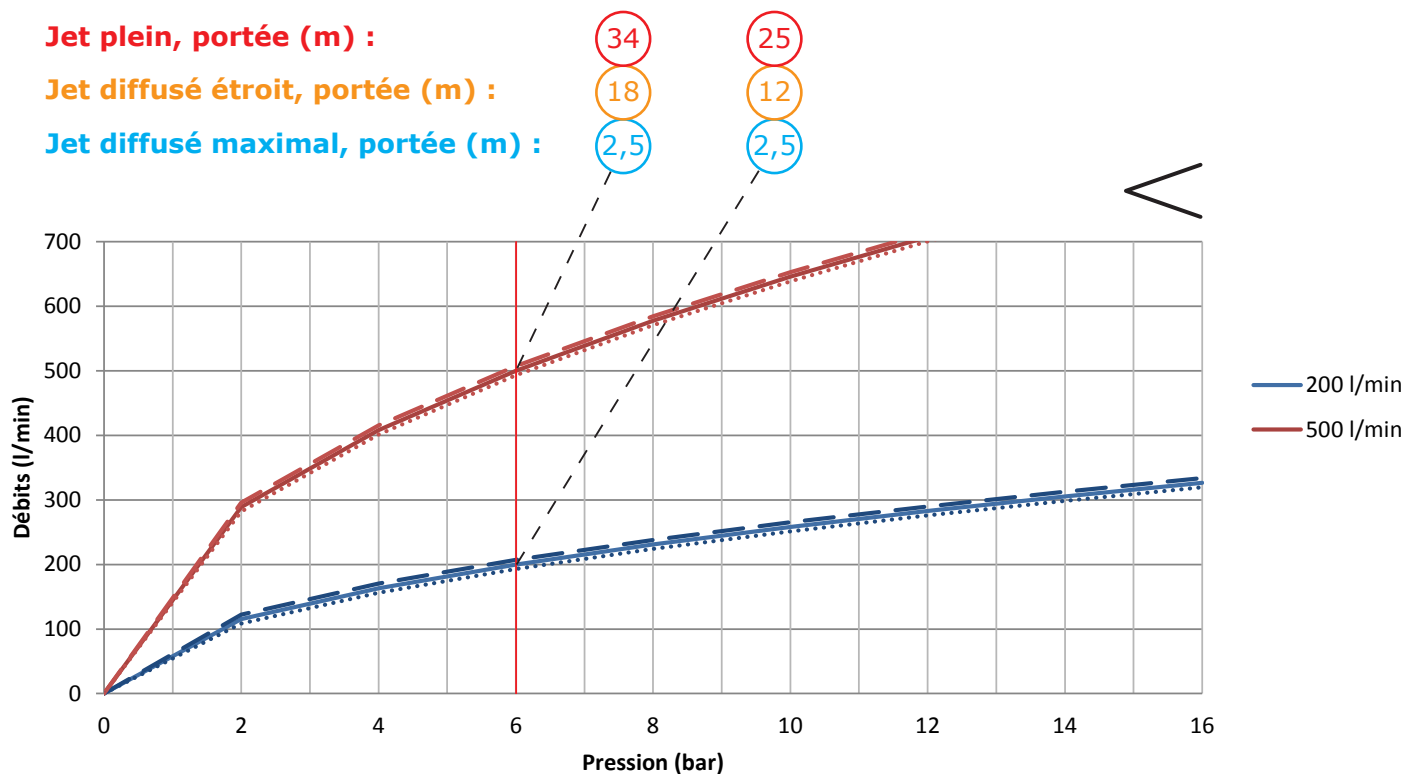 Jet plein, portée (m) : 34 25
Jet diffusé étroit, portée (m) : 18 12
Jet diffusé maximal, portée (m) : 2,5 2,5
700
600
500
400
300
200
100
0
Débits (l/min)
200 l/min
500 l/min
0 2 4 6 8 10 12 14 16
Pression (bar)